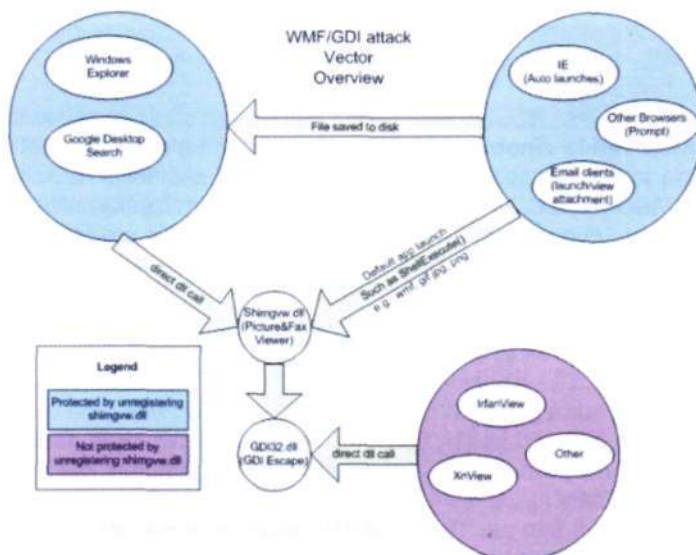 WMF/GDI attack
Vector
Overview
Windows
Explorer
Google Desktop
Search
File saved to disk
IE
(Auto launches)
Other Browsers
(Prompt)
Email clients
(launch/view
attachment)
direct dll call
Default app launch
Such as ShellExecute()
e.g. wmf, gif, jpg, png
Shimgvw.dll
(Picture&Fax
Viewer)
Legend
Protected by unregistering
shimgvw.dll
Not protected by
unregistering shimgvw.dll
GDI32.dll
(GDI Escape)
direct dll call
IrfanView
Other
XnView